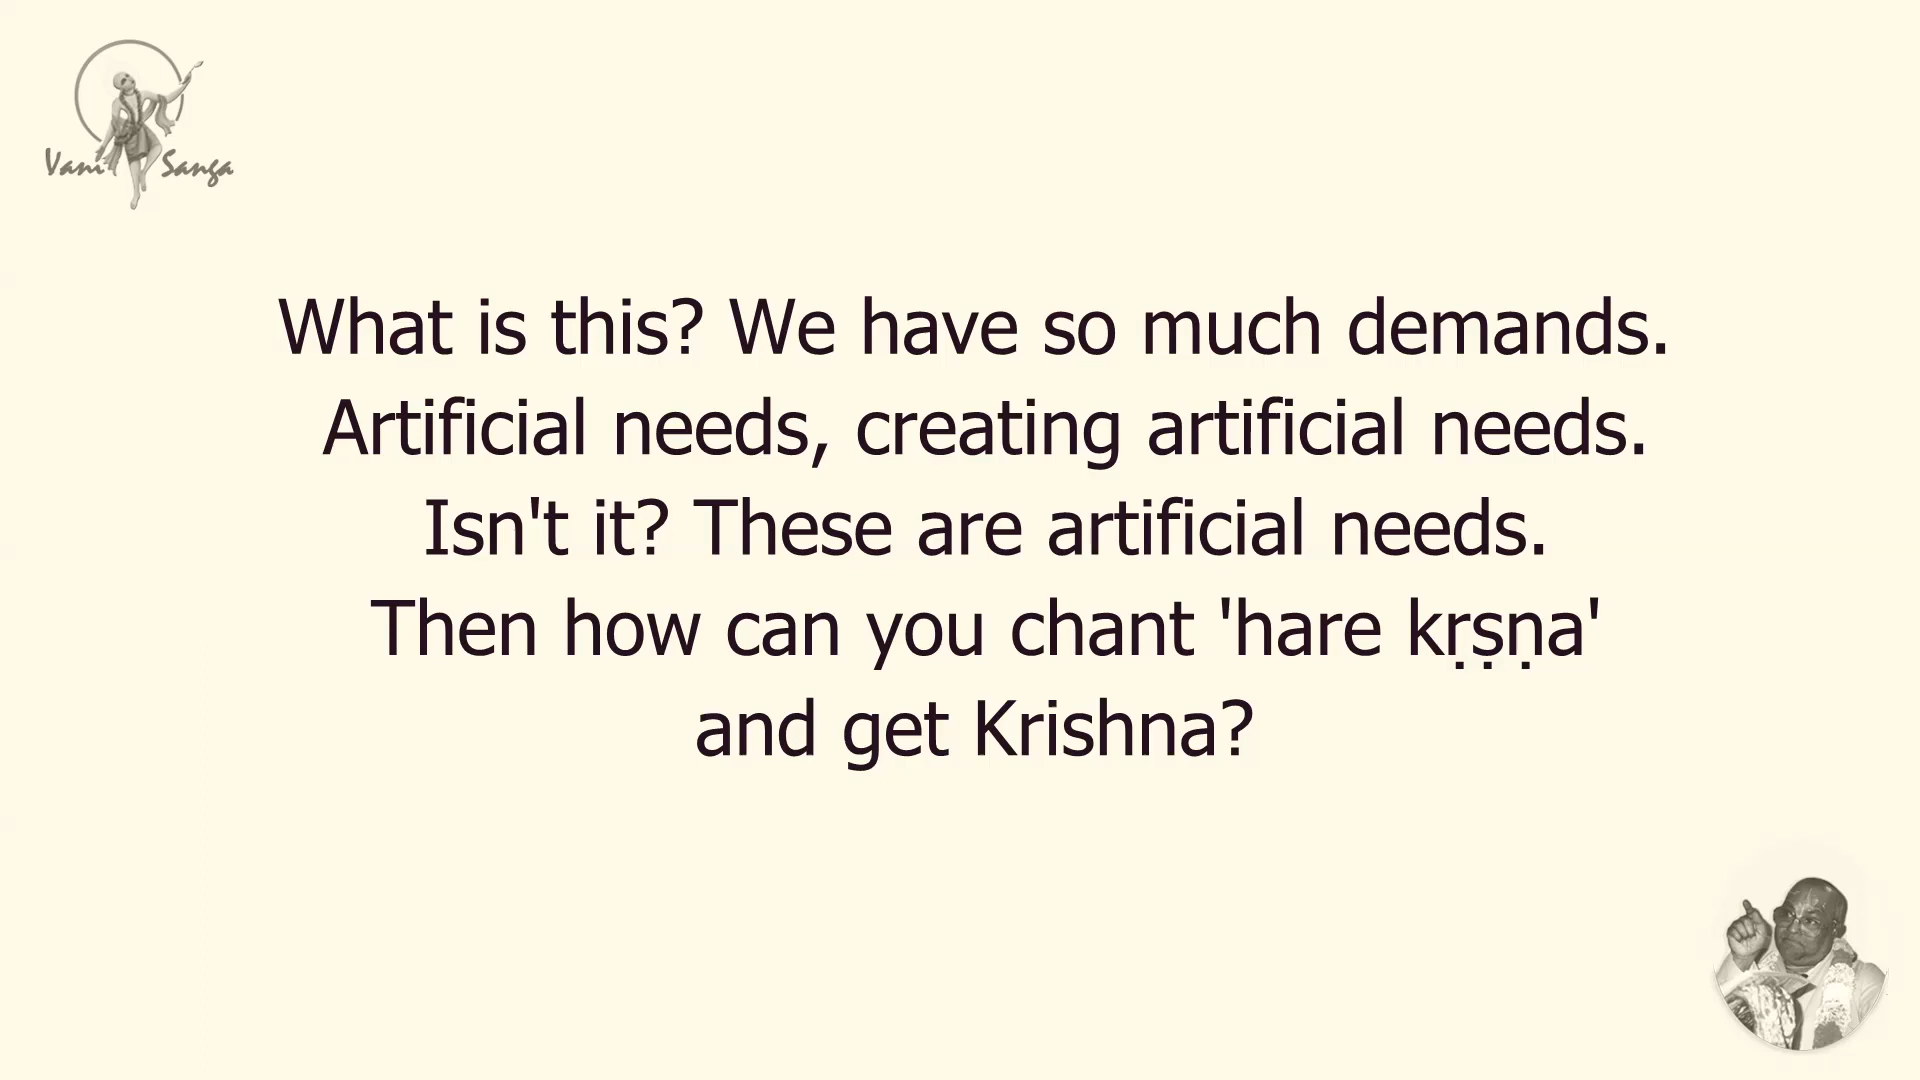 Vani Sanga
What is this? We have so much demands.
Artificial needs, creating artificial needs.
Isn't it? These are artificial needs.
Then how can you chant 'hare kṛṣṇa'
and get Krishna?